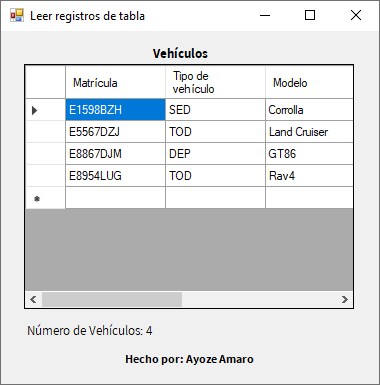 Leer registros de tabla
Vehículos
Matrícula Tipo de vehículo Modelo
E1598BZH SED Corrolla
E5567DZJ TOD Land Cruiser
E8867DJM DEP GT86
E8954LUG TOD Rav4
Número de Vehículos: 4
Hecho por: Ayoze Amaro